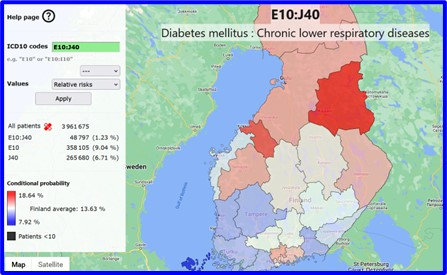 Help page ?
E10:J40
Diabetes mellitus : Chronic lower respiratory diseases
ICD10 codes E10:J40
e.g. "E10" or "E10:I10"
---
Values Relative risks
Apply
All patients 3 961 675
E10:J40 48 797 (1.23 %)
E10 358 105 (9.04 %)
J40 265 680 (6.71 %)
Conditional probability
18.64 %
Finland average: 13.63 %
7.92 %
Patients <10
Map Satellite
weden
Finland
Tampere
St Petersburg